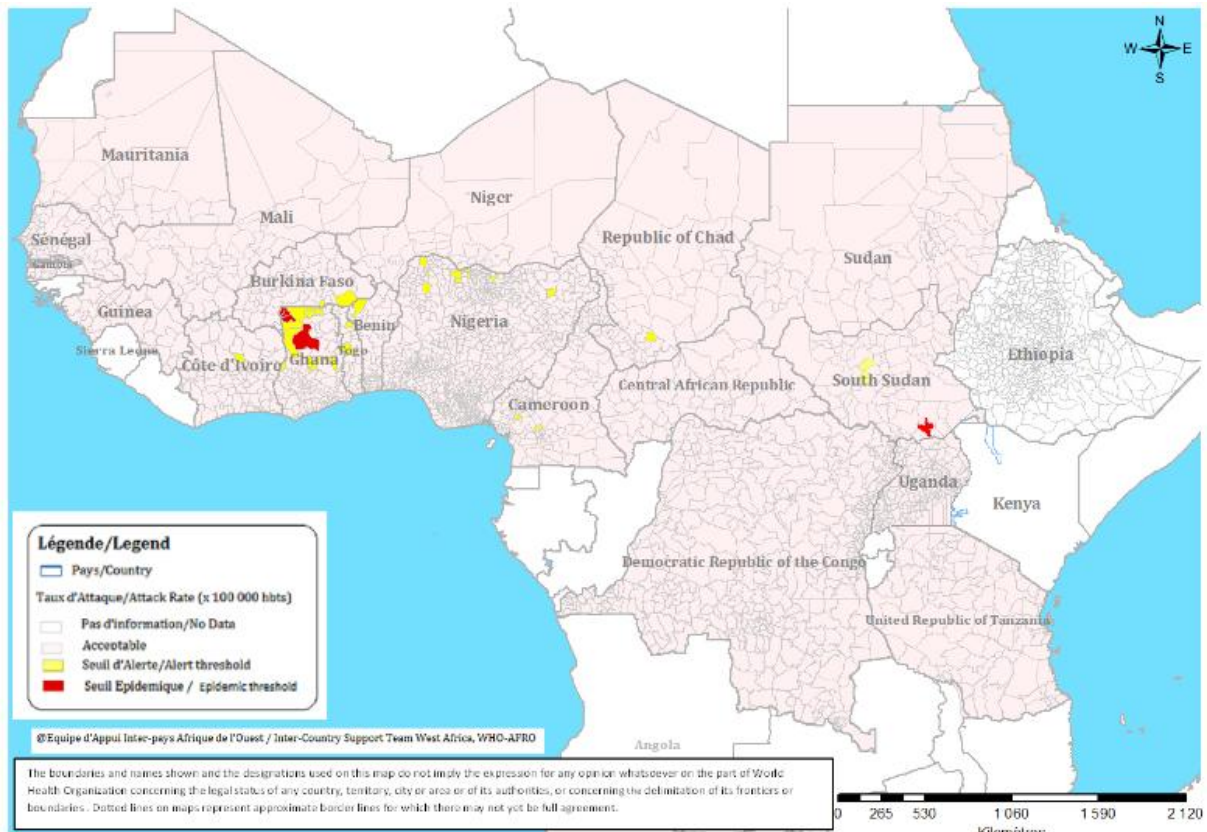 N
W E
S
Mauritania
Mali
Niger
Republic of Chad
Sudan
Sénégal
Gambia
Burkina Faso
Guinea
Benin
Nigeria
Sierra Leone
Côte d'Ivoire
Ghana
Togo
Ethiopia
South Sudan
Central African Republic
Cameroon
Uganda
Kenya
Democratic Republic of the Congo
United Republic of Tanzania
Angola
Légende/Legend
Pays/Country
Taux d'Attaque/Attack Rate (x 100 000 hbts)
Pas d'information/No Data
Acceptable
Seuil d'Alerte/Alert threshold
Seuil Epidemique / Epidemic threshold
@Equipe d'Appui Inter-pays Afrique de l'Ouest / Inter-Country Support Team West Africa, WHO-AFRO
The boundaries and names shown and the designations used on this map do not imply the expression for any opinion whatsoever on the part of World
Health Organization concerning the legal status of any country, territory, city or area or of its authorities, or concerning the delimitation of its frontiers or
boundaries . Dotted lines on maps represent approximate border lines for which there may not yet be full agreement.
0 265 530 1 060 1 590 2 120